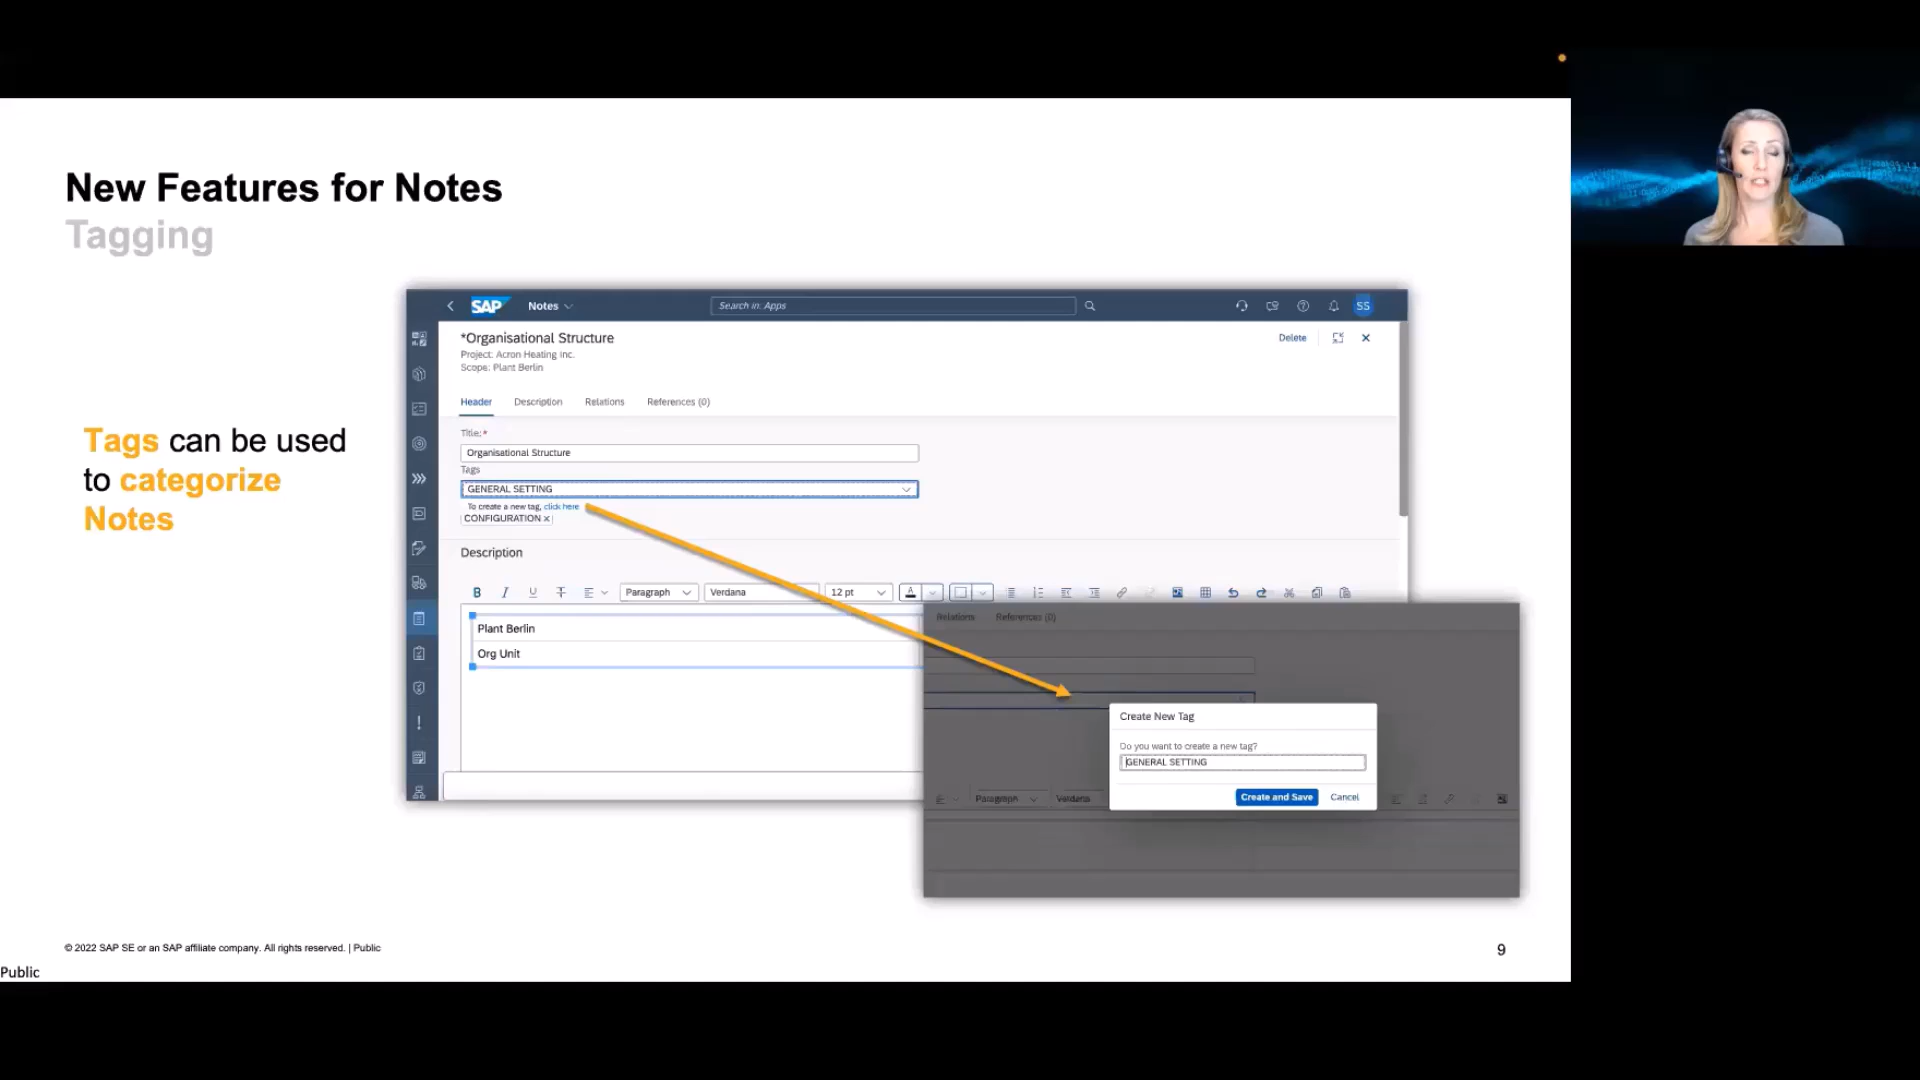 New Features for Notes
Tagging
Tags can be used
to categorize
Notes
SAP Notes
Search in: Apps
SS
*Organisational Structure
Project: Acron Heating Inc.
Scope: Plant Berlin
Delete
Header Description Relations References (0)
Title:*
Organisational Structure
Tags
GENERAL SETTING
To create a new tag, click here
CONFIGURATION ×
Description
B I U T Paragraph Verdana 12 pt A
Plant Berlin
Org Unit
Relations References (0)
Create New Tag
Do you want to create a new tag?
GENERAL SETTING
Create and Save Cancel
Paragraph Verdana
© 2022 SAP SE or an SAP affiliate company. All rights reserved. | Public
9
Public